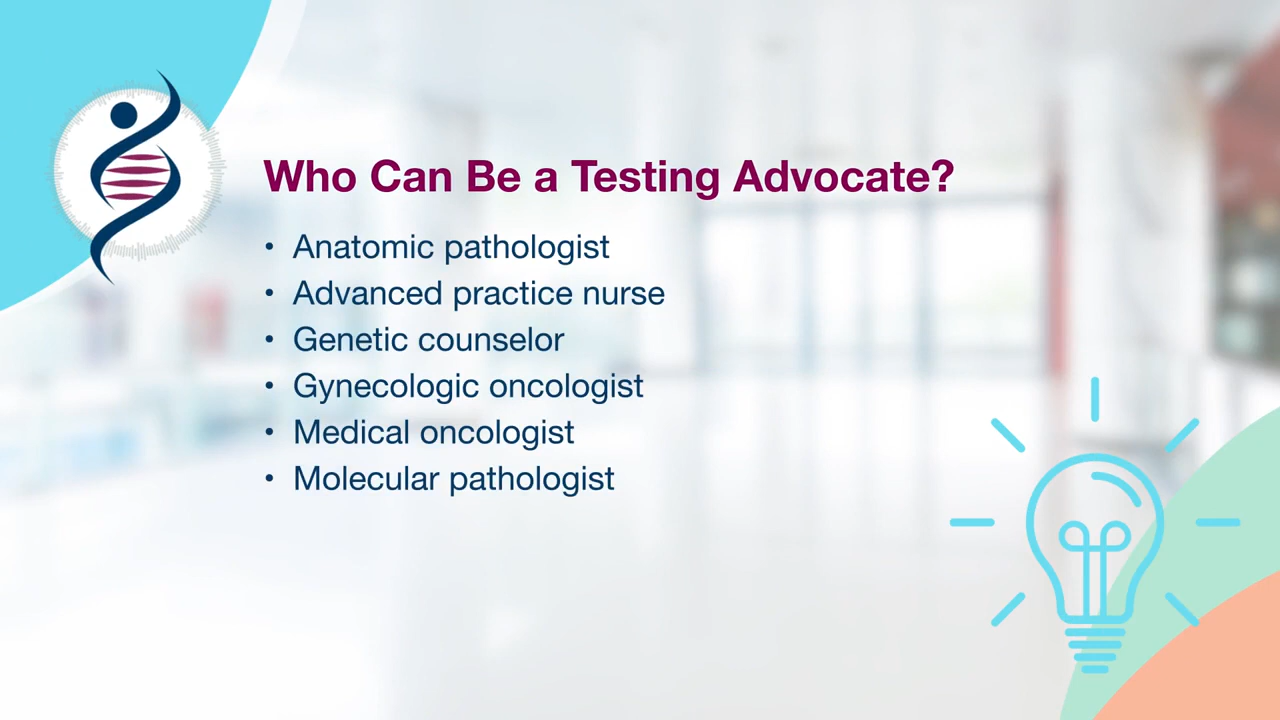 Who Can Be a Testing Advocate?
• Anatomic pathologist
• Advanced practice nurse
• Genetic counselor
• Gynecologic oncologist
• Medical oncologist
• Molecular pathologist